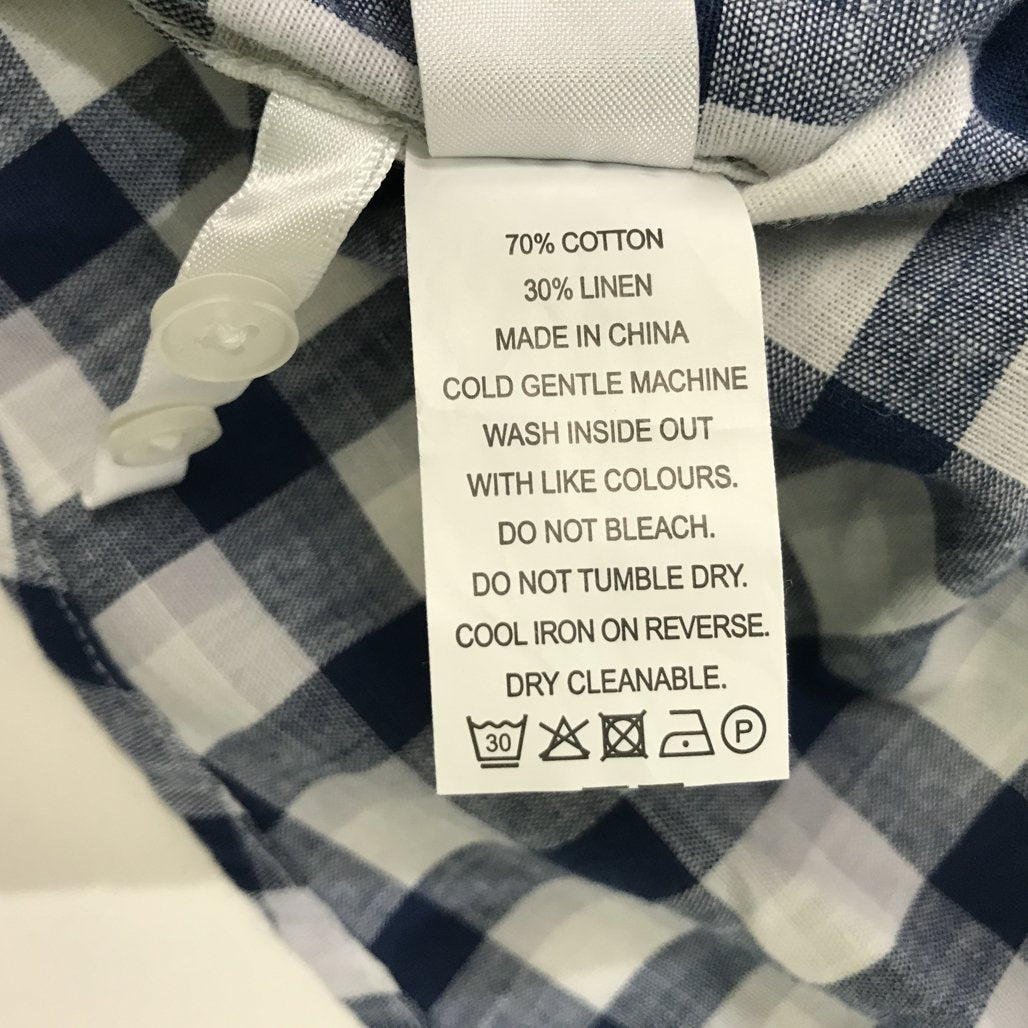 70% COTTON
30% LINEN
MADE IN CHINA
COLD GENTLE MACHINE
WASH INSIDE OUT
WITH LIKE COLOURS.
DO NOT BLEACH.
DO NOT TUMBLE DRY.
COOL IRON ON REVERSE.
DRY CLEANABLE.
30 P